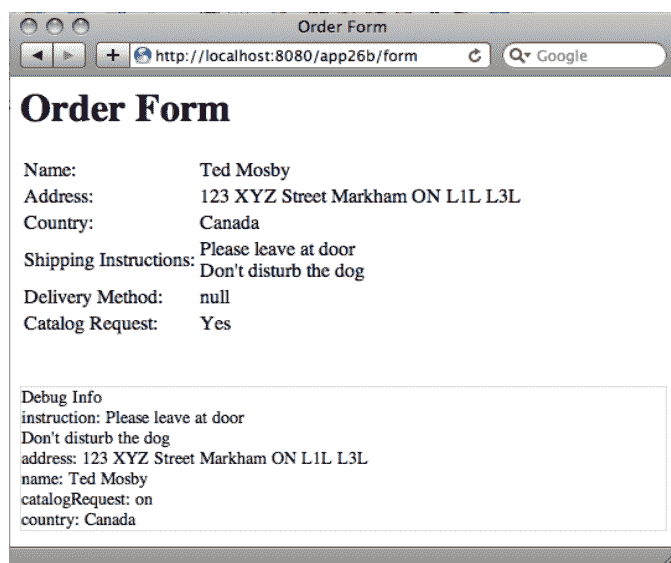 Order Form
http://localhost:8080/app26b/form
Google
Order Form
Name: Ted Mosby
Address: 123 XYZ Street Markham ON L1L L3L
Country: Canada
Shipping Instructions: Please leave at door
Don't disturb the dog
Delivery Method: null
Catalog Request: Yes
Debug Info
instruction: Please leave at door
Don't disturb the dog
address: 123 XYZ Street Markham ON L1L L3L
name: Ted Mosby
catalogRequest: on
country: Canada